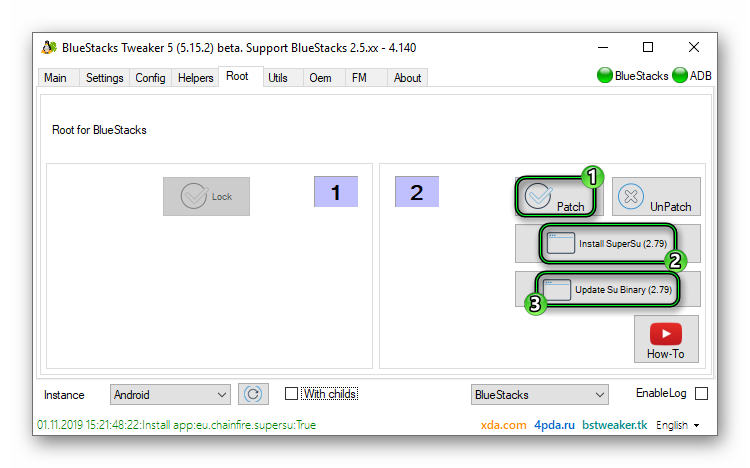 BlueStacks Tweaker 5 (5.15.2) beta. Support BlueStacks 2.5.xx - 4.140
Main Settings Config Helpers Root Utils Oem FM About BlueStacks ADB
Root for BlueStacks
Lock 1 2 Patch 1 UnPatch
Install SuperSu (2.79) 2
Update Su Binary (2.79) 3
How-To
Instance Android With childs BlueStacks EnableLog
01.11.2019 15:21:48:22:Install app:eu.chainfire.supersu:True xda.com 4pda.ru bstweaker.tk English